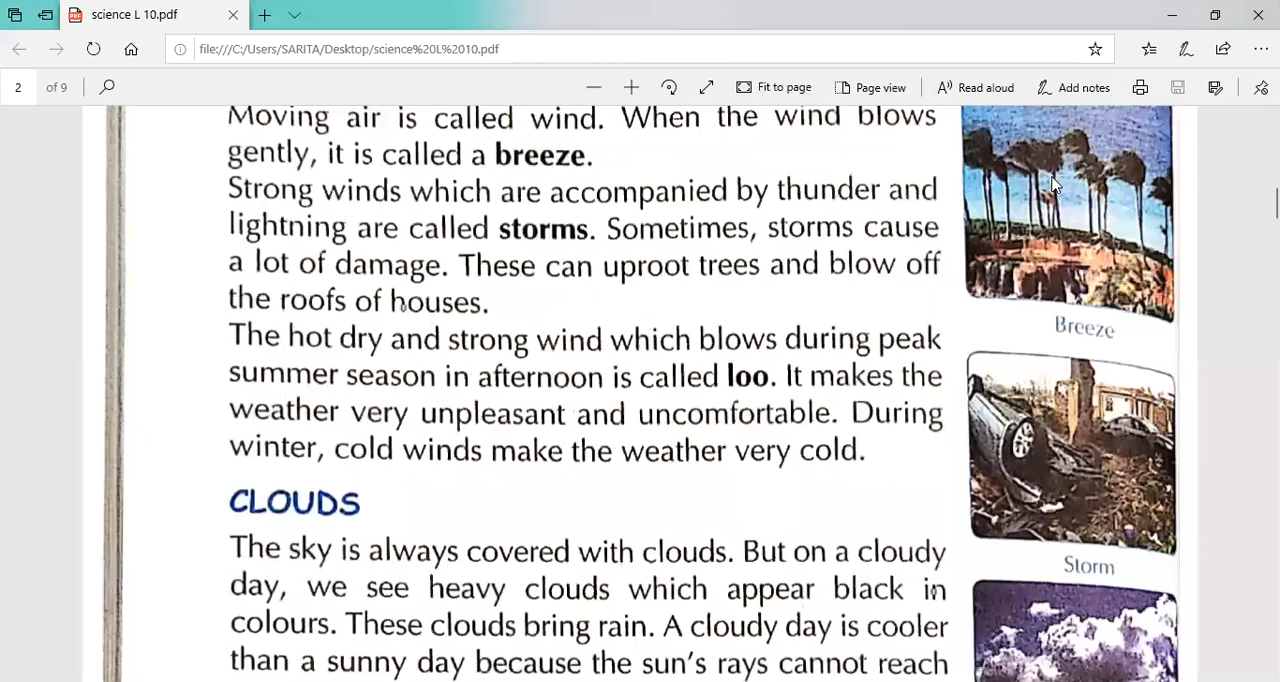 science L 10.pdf
file:///C:/Users/SARITA/Desktop/science%20L%2010.pdf
2 of 9
Fit to page
Page view
Read aloud
Add notes
Moving air is called wind. When the wind blows
gently, it is called a breeze.
Strong winds which are accompanied by thunder and
lightning are called storms. Sometimes, storms cause
a lot of damage. These can uproot trees and blow off
the roofs of houses.
The hot dry and strong wind which blows during peak
summer season in afternoon is called loo. It makes the
weather very unpleasant and uncomfortable. During
winter, cold winds make the weather very cold.
CLOUDS
The sky is always covered with clouds. But on a cloudy
day, we see heavy clouds which appear black in
colours. These clouds bring rain. A cloudy day is cooler
than a sunny day because the sun's rays cannot reach
Breeze
Storm